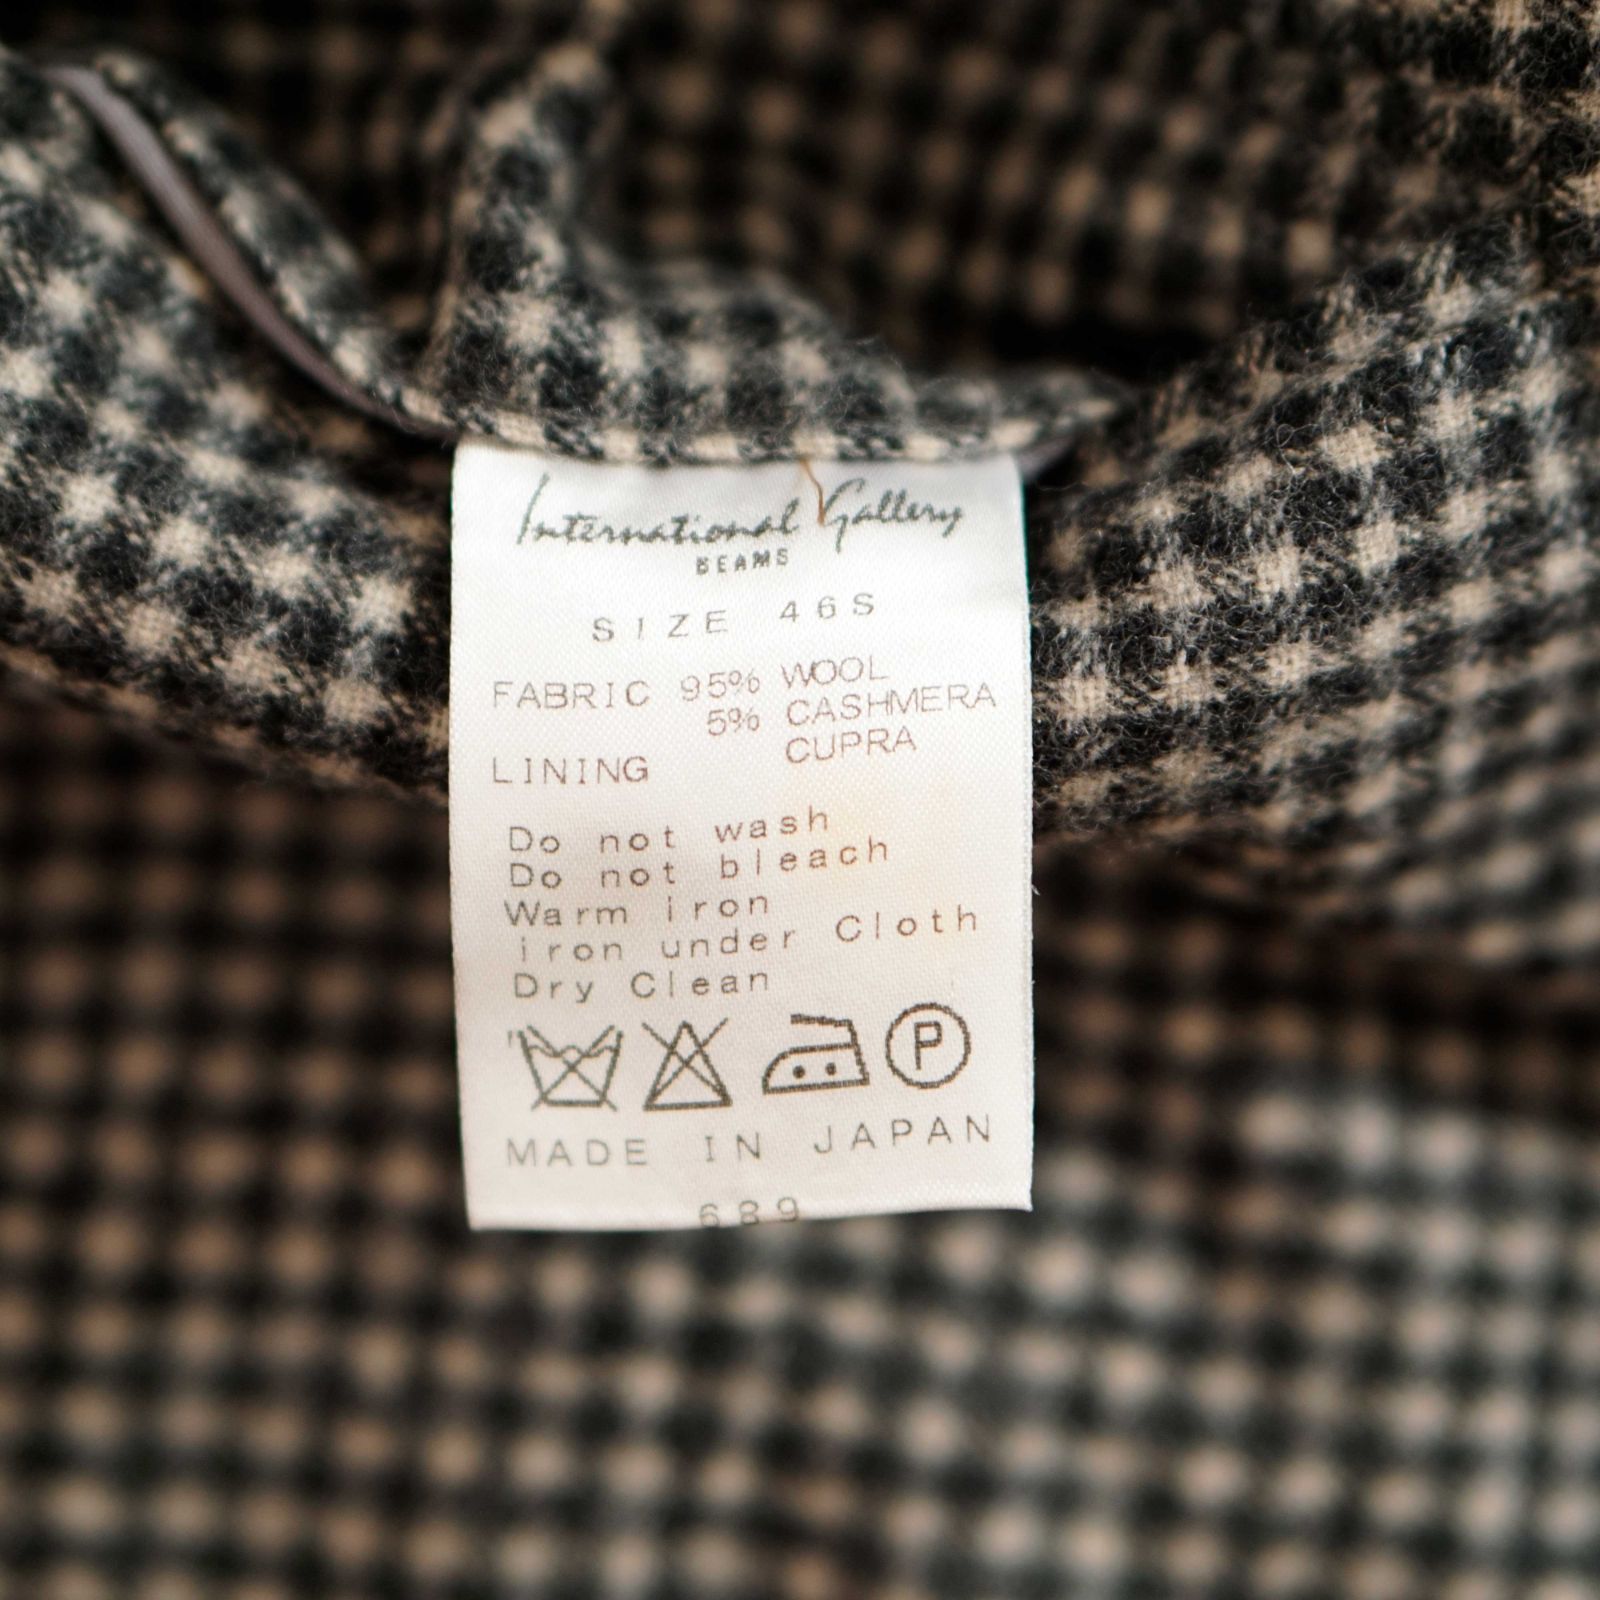 International Gallery
BEAMS
SIZE 46S
FABRIC 95% WOOL
5% CASHMERA
LINING CUPRA
Do not wash
Do not bleach
Warm iron
iron under Cloth
Dry Clean
P
MADE IN JAPAN
689